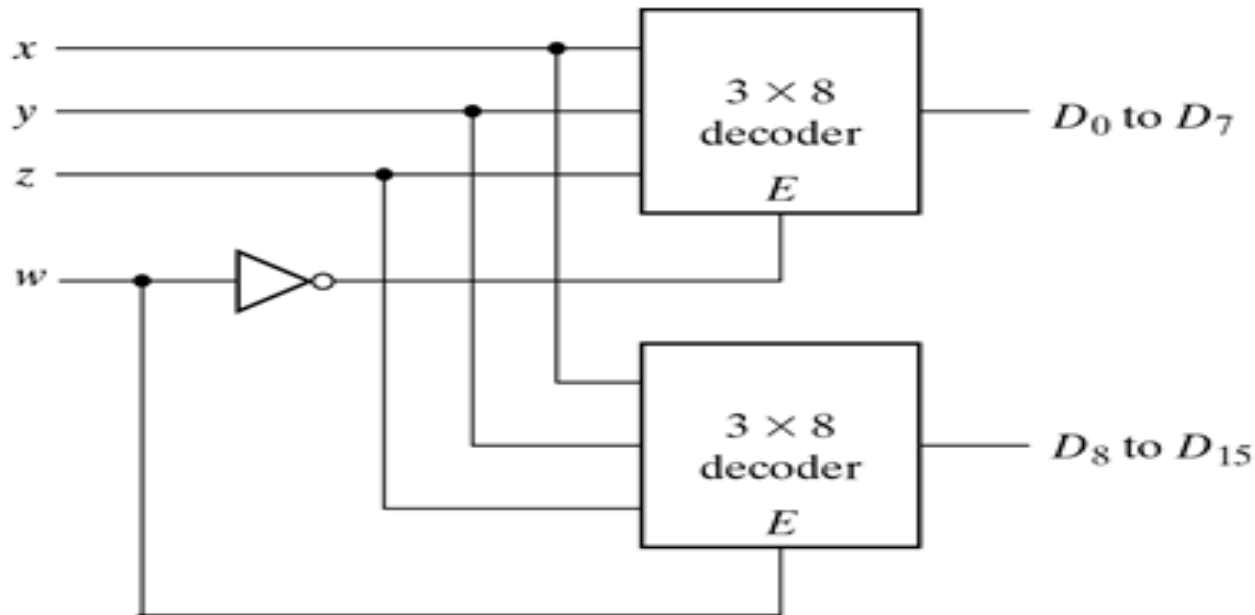 x
y
z
w
3 × 8
decoder
E
D₀ to D₇
3 × 8
decoder
E
D₈ to D₁₅